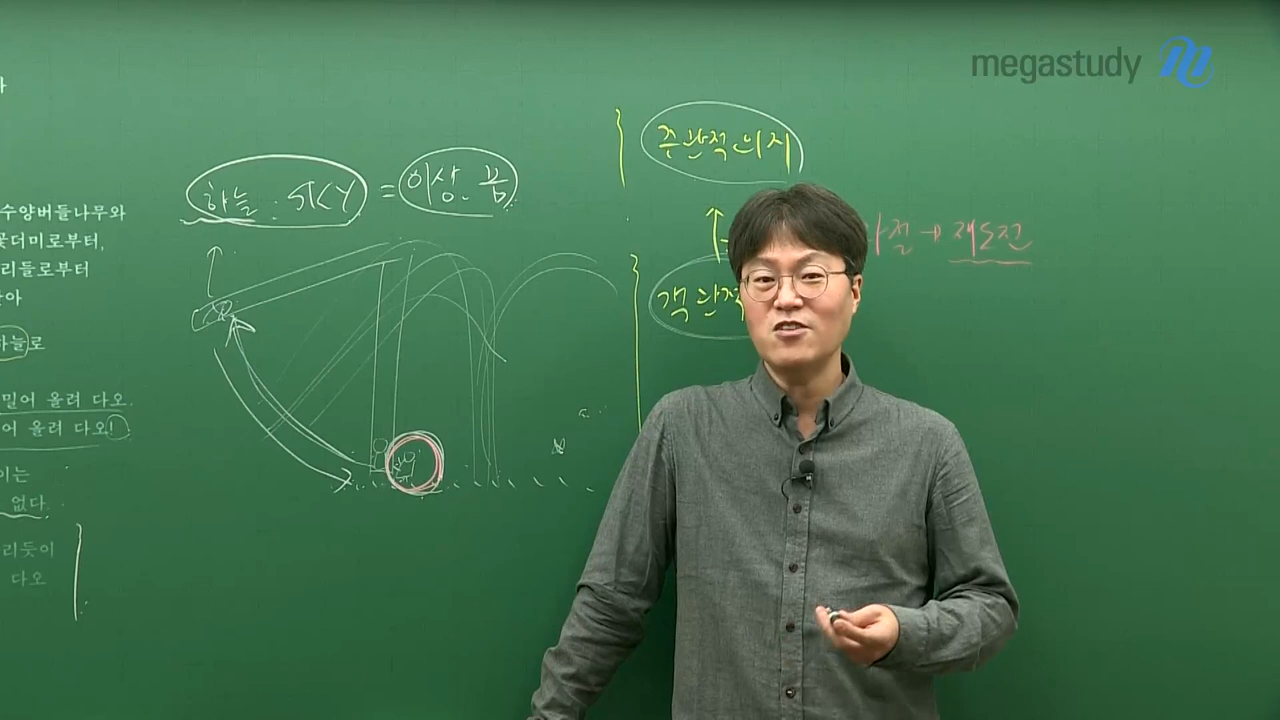 megastudy
주관적 의지
하늘 : SKY = 이상. 꿈
수양버들나무와
꽃더미로부터,
리들로부터
하늘로
밀어 올려 다오.
어 올려 다오!
이는
없다.
리듯이
다오
절 → 재도전
객관적